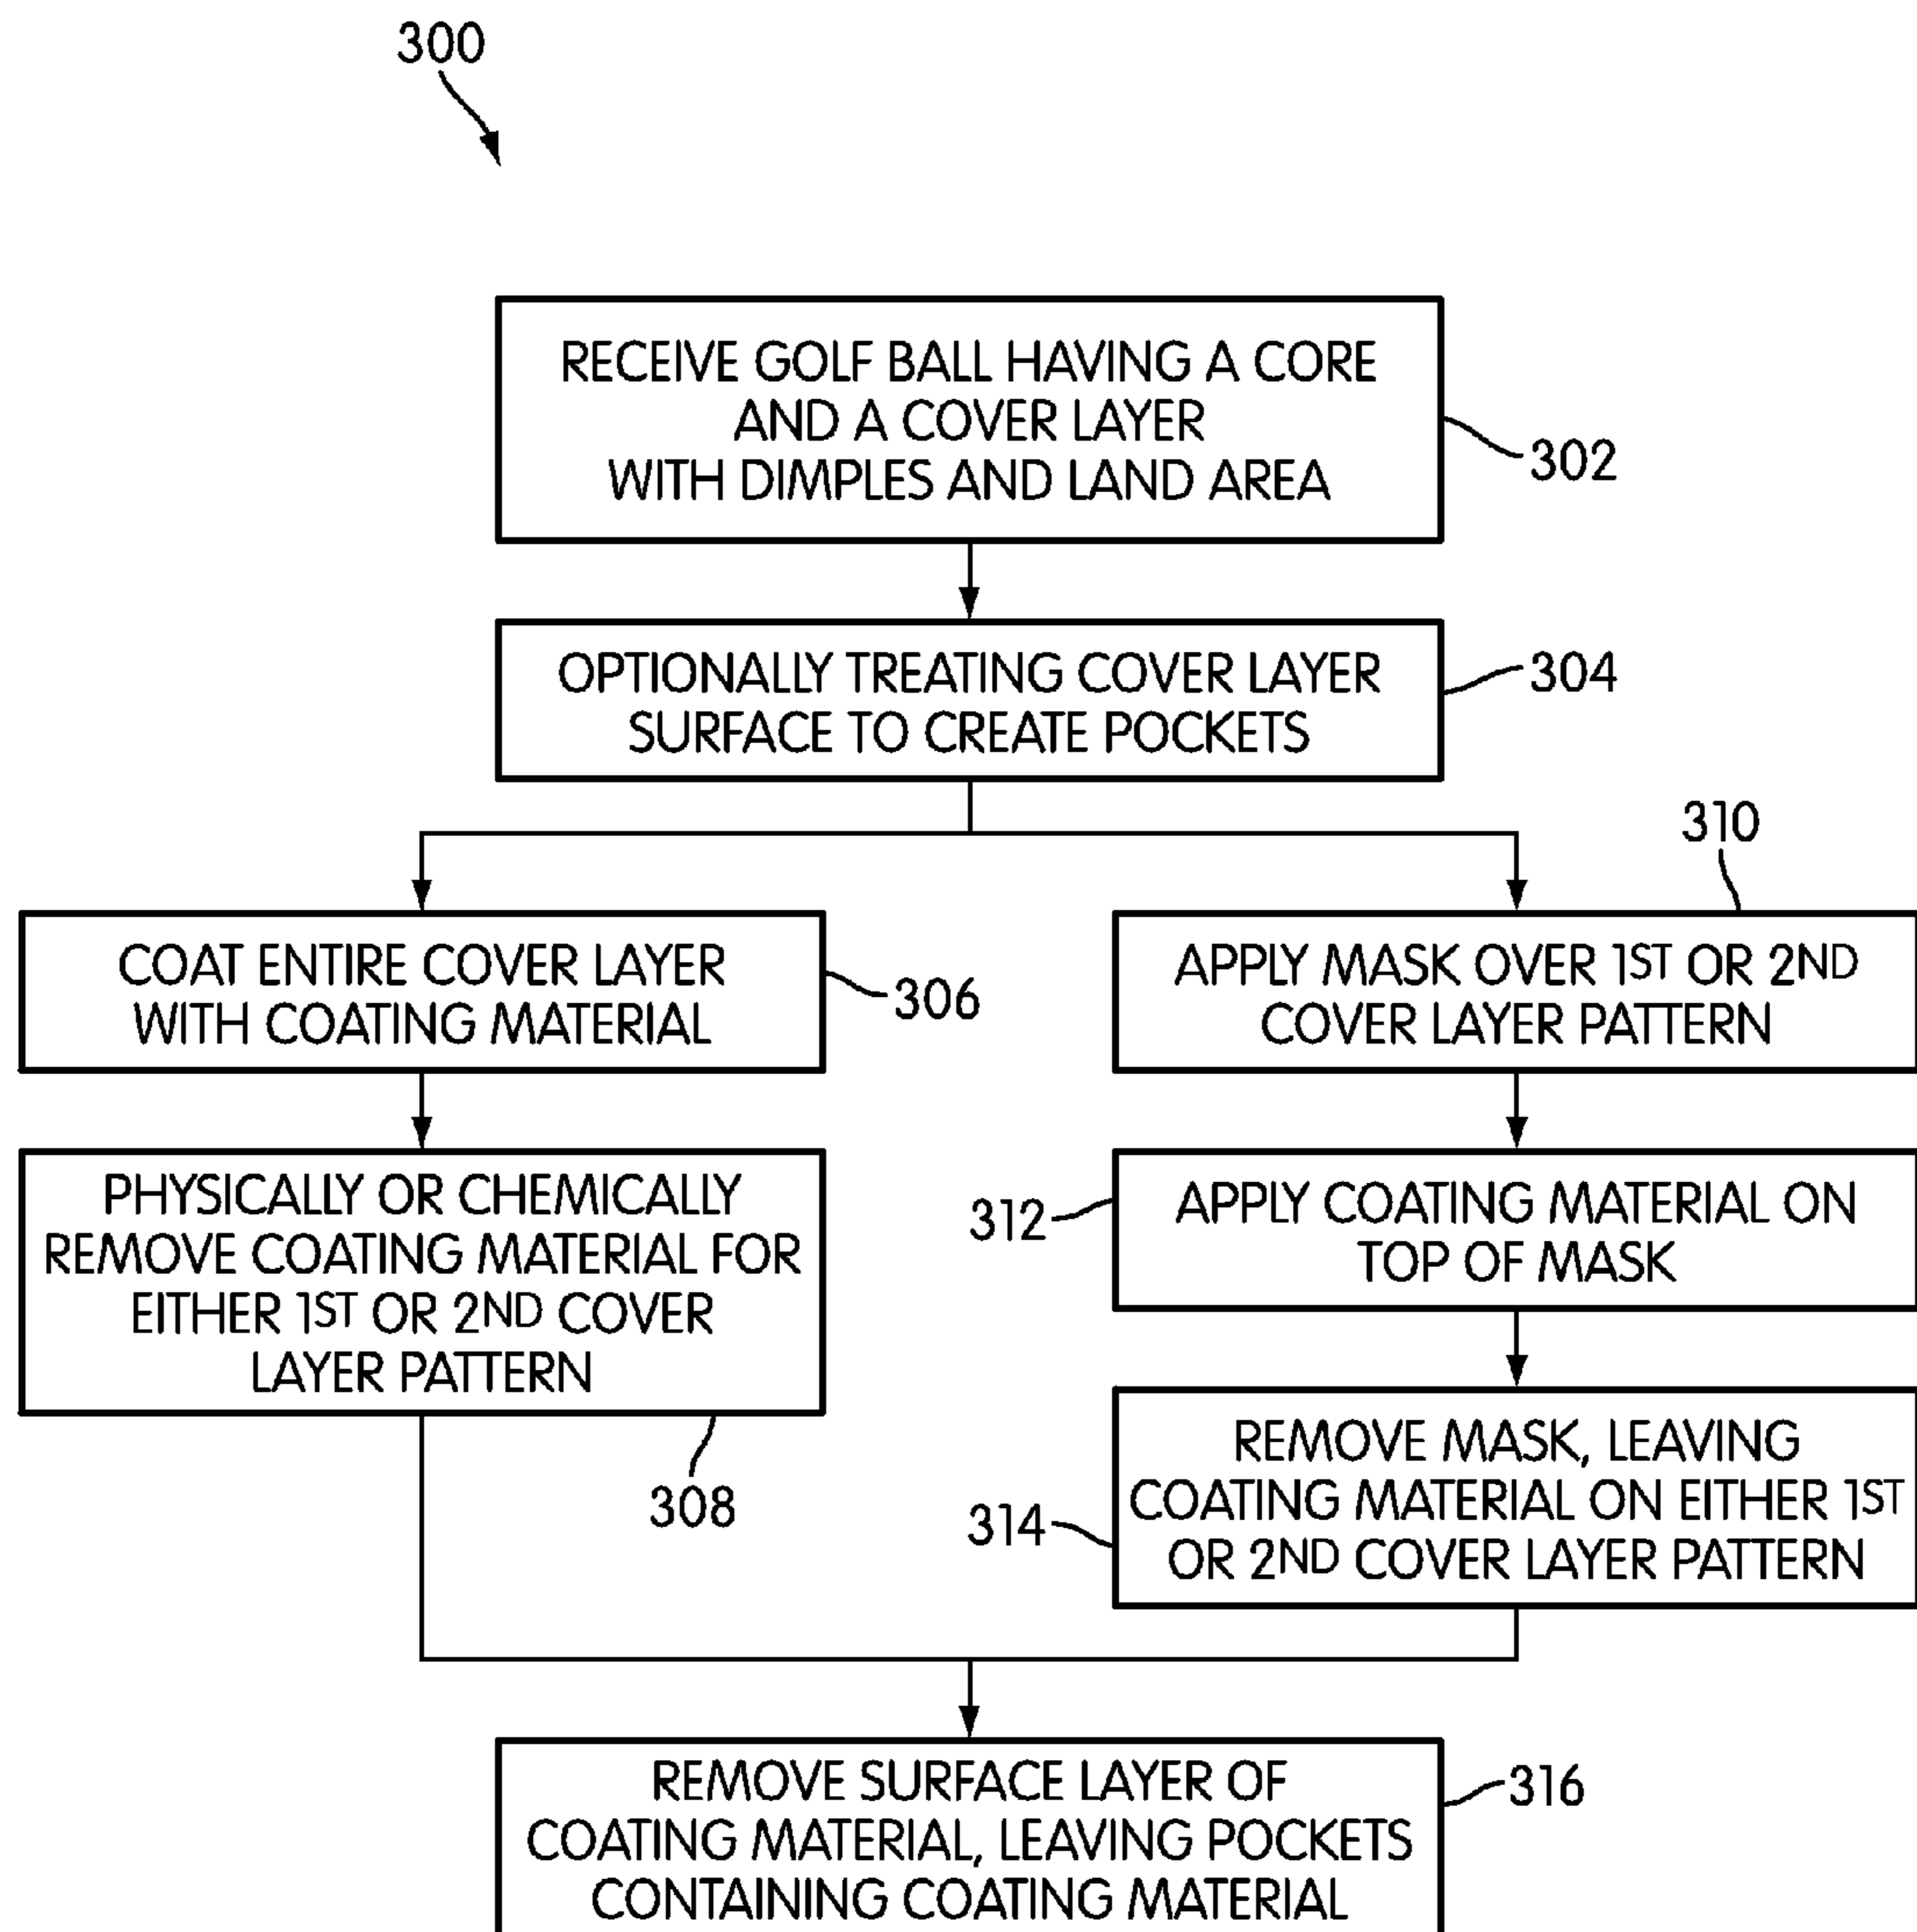 300
RECEIVE GOLF BALL HAVING A CORE
AND A COVER LAYER
WITH DIMPLES AND LAND AREA
302
OPTIONALLY TREATING COVER LAYER
SURFACE TO CREATE POCKETS
304
COAT ENTIRE COVER LAYER
WITH COATING MATERIAL
306
PHYSICALLY OR CHEMICALLY
REMOVE COATING MATERIAL FOR
EITHER 1ST OR 2ND COVER
LAYER PATTERN
308
310
APPLY MASK OVER 1ST OR 2ND
COVER LAYER PATTERN
312
APPLY COATING MATERIAL ON
TOP OF MASK
314
REMOVE MASK, LEAVING
COATING MATERIAL ON EITHER 1ST
OR 2ND COVER LAYER PATTERN
REMOVE SURFACE LAYER OF
COATING MATERIAL, LEAVING POCKETS
CONTAINING COATING MATERIAL
316